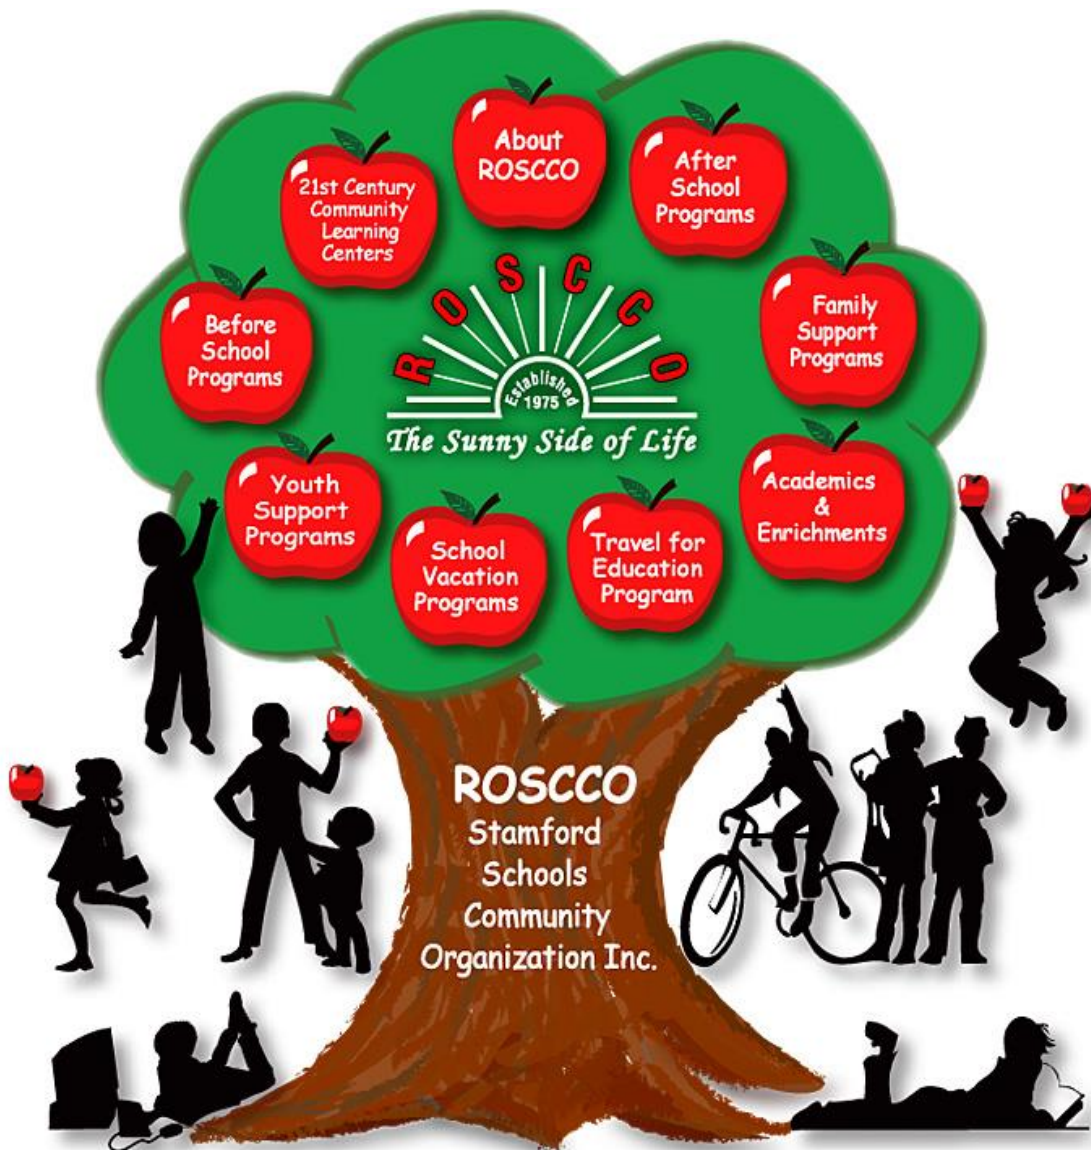 About
ROSCCO
After
School
Programs
21st Century
Community
Learning
Centers
Family
Support
Programs
Before
School
Programs
ROSCCO
Established
1975
The Sunny Side of Life
Academics
&
Enrichments
Youth
Support
Programs
School
Vacation
Programs
Travel for
Education
Program
ROSCCO
Stamford
Schools
Community
Organization Inc.